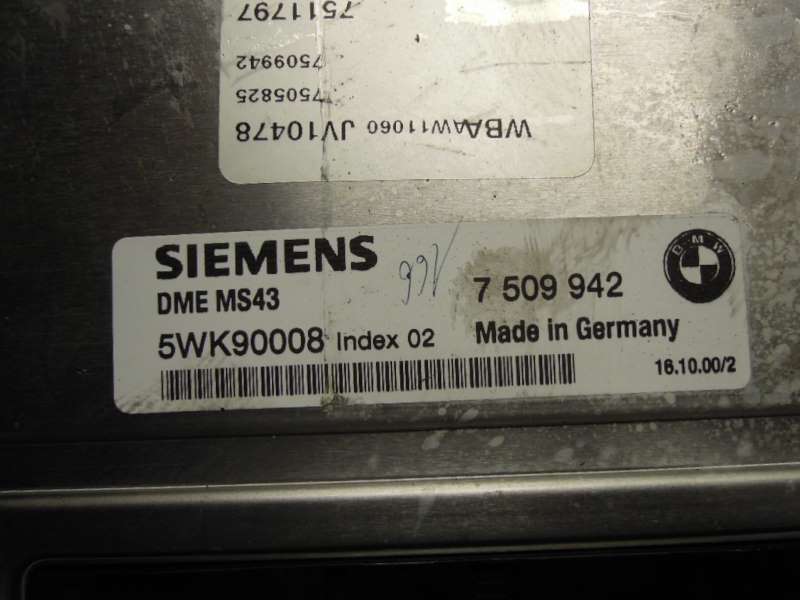 WBAAW11060 JV10478
7505825
7509942
7511797
SIEMENS
BMW
DME MS43
7 509 942
5WK90008 Index 02
Made in Germany
16.10.00/2